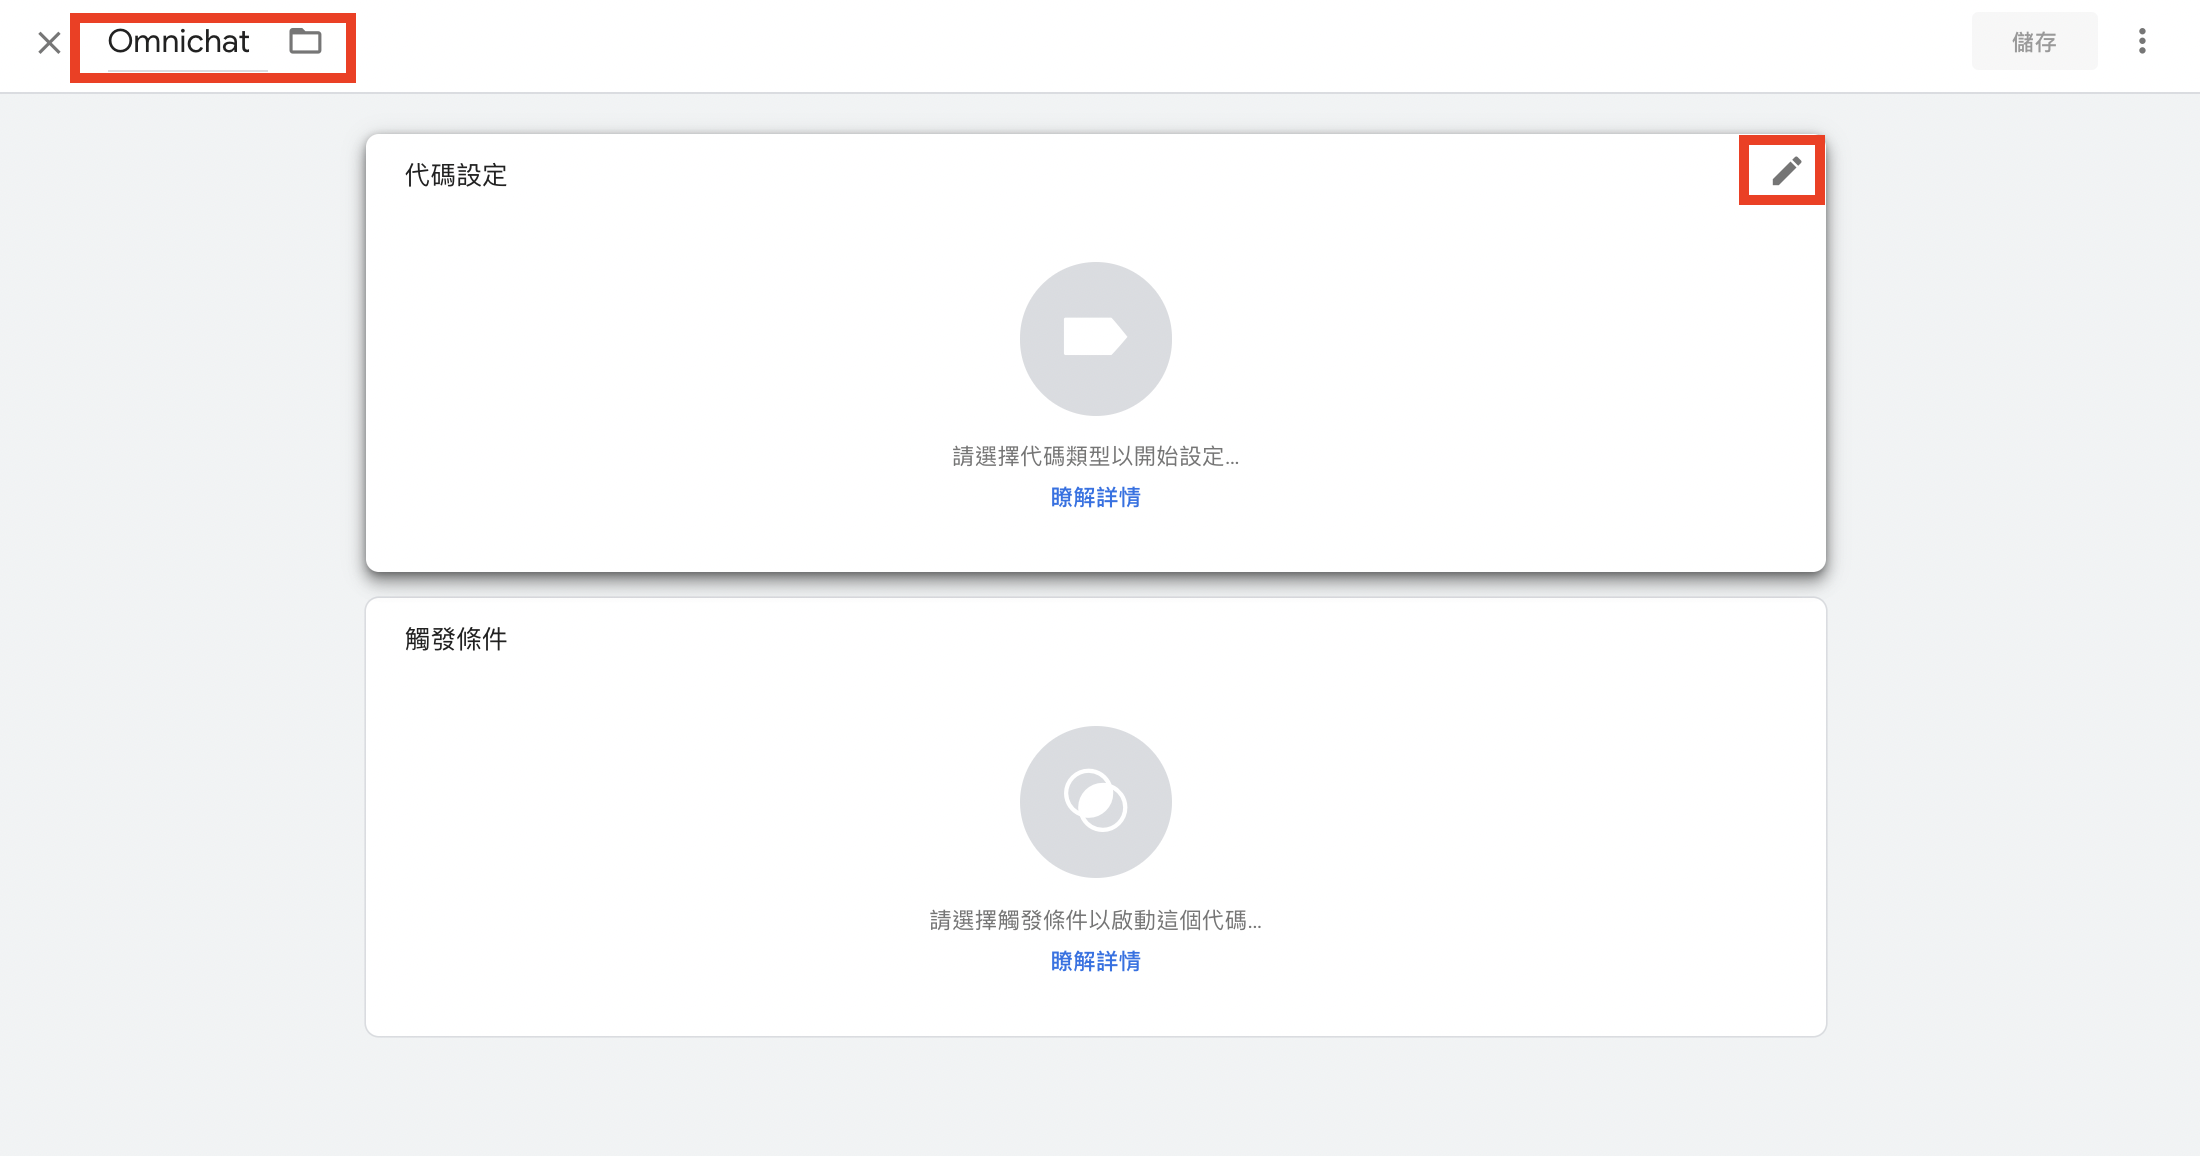 Omnichat
儲存
代碼設定
請選擇代碼類型以開始設定...
瞭解詳情
觸發條件
請選擇觸發條件以啟動這個代碼...
瞭解詳情